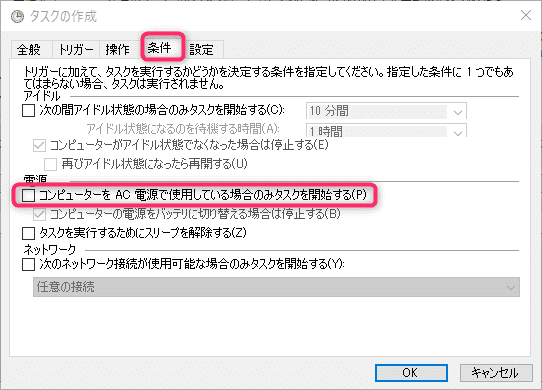 タスクの作成
全般 トリガー 操作 条件 設定
トリガーに加えて、タスクを実行するかどうかを決定する条件を指定してください。指定した条件に 1 つでもあ
てはまらない場合、タスクは実行されません。
アイドル
次の間アイドル状態の場合のみタスクを開始する(C): 10 分間
アイドル状態になるのを待機する時間(A): 1 時間
コンピューターがアイドル状態でなくなった場合は停止する(E)
再びアイドル状態になったら再開する(U)
電源
コンピューターを AC 電源で使用している場合のみタスクを開始する(P)
コンピューターの電源をバッテリに切り替える場合は停止する(B)
タスクを実行するためにスリープを解除する(Z)
ネットワーク
次のネットワーク接続が使用可能な場合のみタスクを開始する(Y):
任意の接続
OK キャンセル